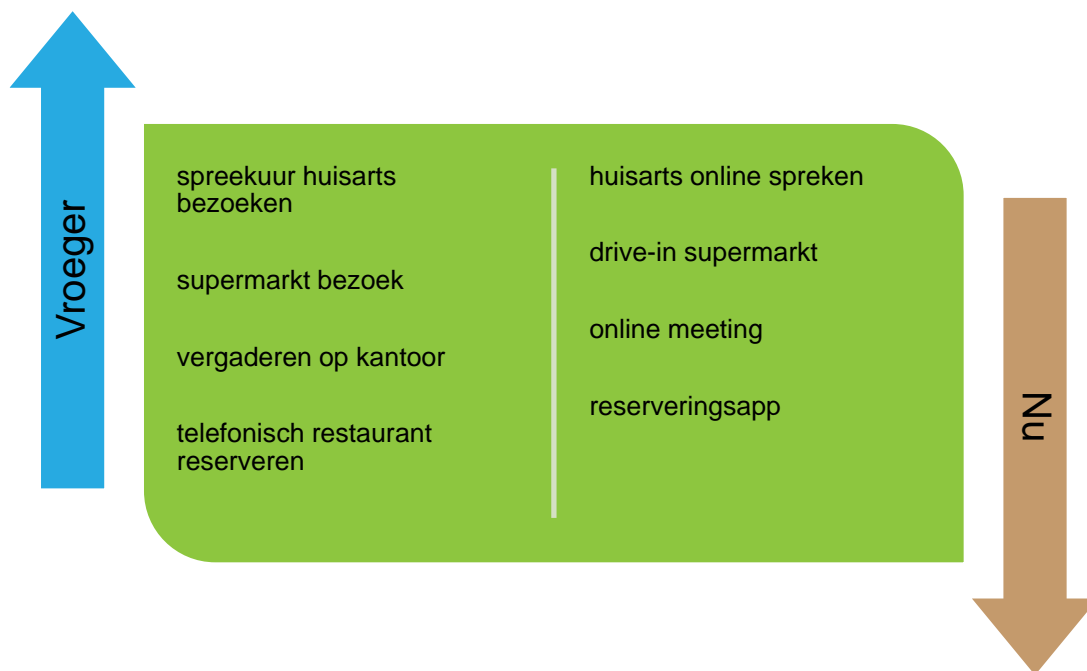 Vroeger
spreekuur huisarts
bezoeken
supermarkt bezoek
vergaderen op kantoor
telefonisch restaurant
reserveren
huisarts online spreken
drive-in supermarkt
online meeting
reserveringsapp
Nu